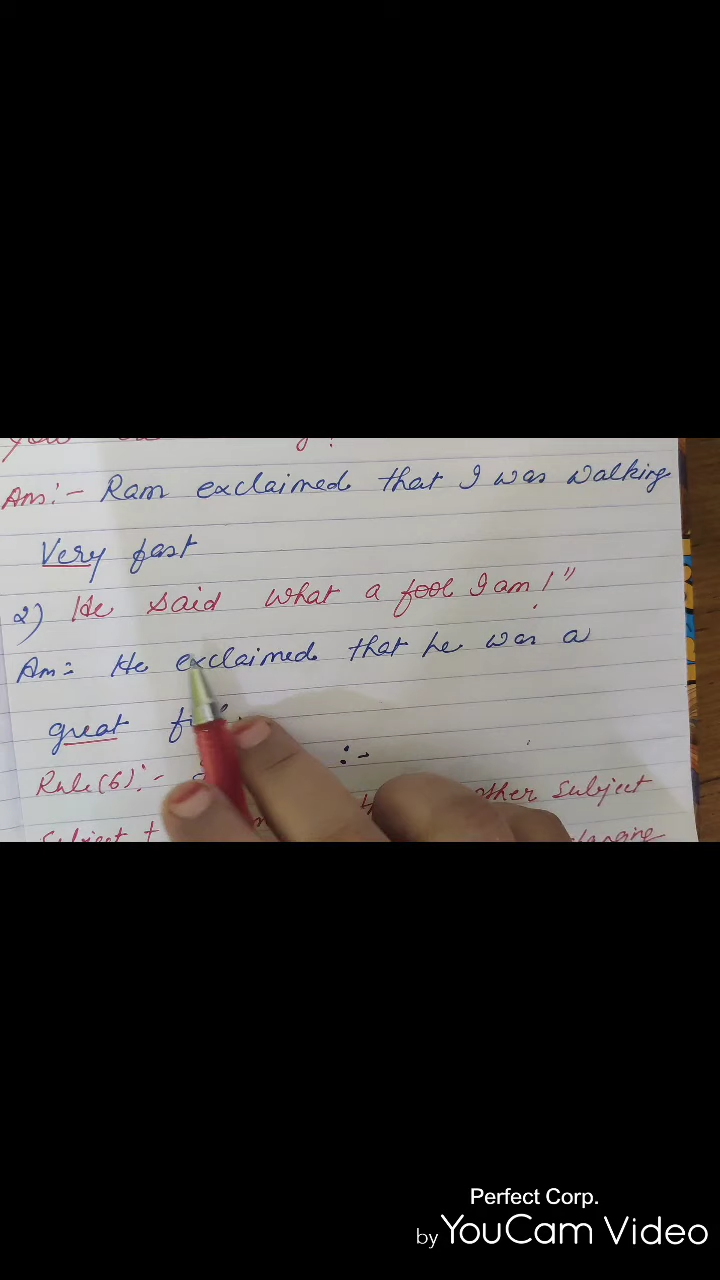 Ans:- Ram exclaimed that I was walking
Very fast
2) He said what a fool I am!"
Ans= He exclaimed that he was a
great
Rule(6):- :-
other subject
Subject +
Perfect Corp.
by YouCam Video